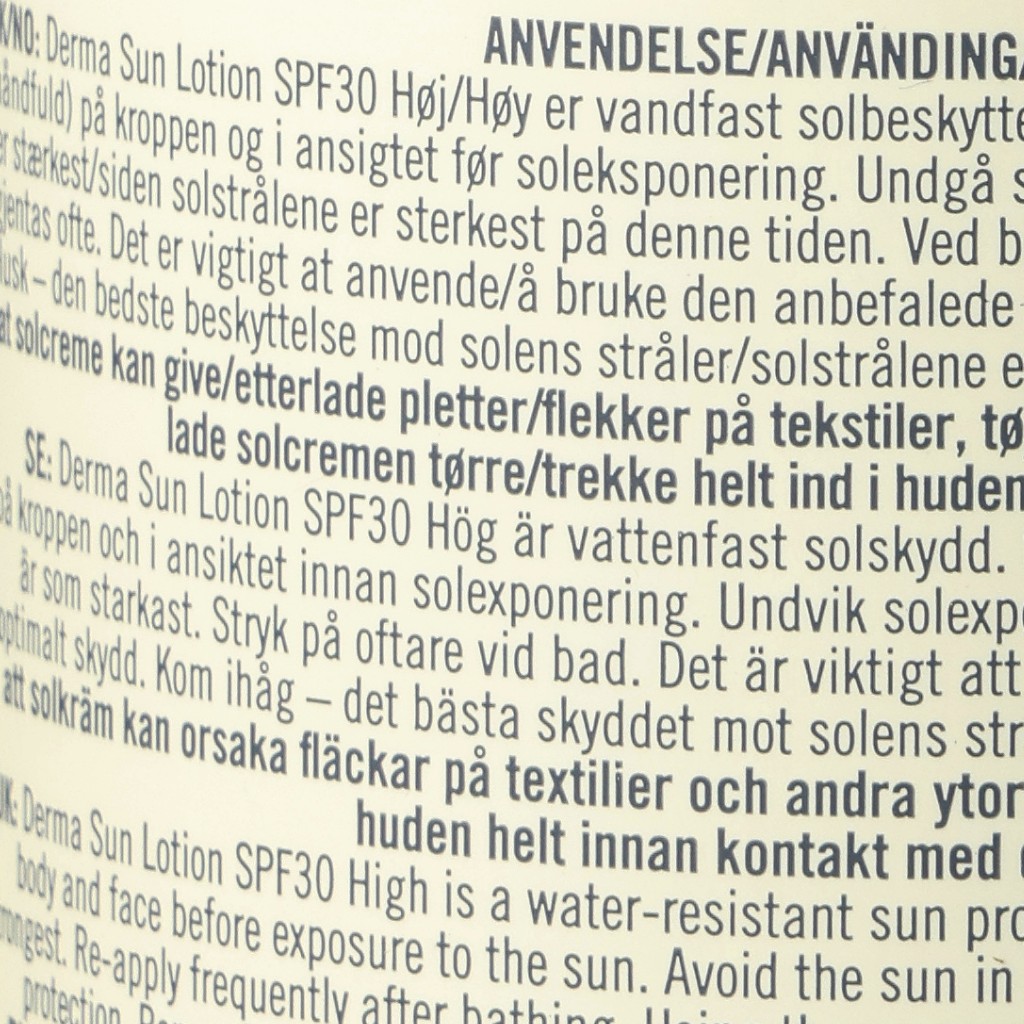 ANVENDELSE/ANVÄNDING/
K/NO: Derma Sun Lotion SPF30 Høj/Høy er vandfast solbeskytte
åndfuld) på kroppen og i ansigtet før soleksponering. Undgå s
er stærkest/siden solstrålene er sterkest på denne tiden. Ved b
jentas ofte. Det er vigtigt at anvende/å bruke den anbefalede
usk – den bedste beskyttelse mod solens stråler/solstrålene e
at solcreme kan give/etterlade pletter/flekker på tekstiler, tø
lade solcremen tørre/trekke helt ind i huden
SE: Derma Sun Lotion SPF30 Hög är vattenfast solskydd.
på kroppen och i ansiktet innan solexponering. Undvik solexpo
är som starkast. Stryk på oftare vid bad. Det är viktigt att
optimalt skydd. Kom ihåg – det bästa skyddet mot solens str
att solkräm kan orsaka fläckar på textilier och andra ytor
huden helt innan kontakt med
UK: Derma Sun Lotion SPF30 High is a water-resistant sun pro
body and face before exposure to the sun. Avoid the sun in
rongest. Re-apply frequently after bathing. Using the
protection.